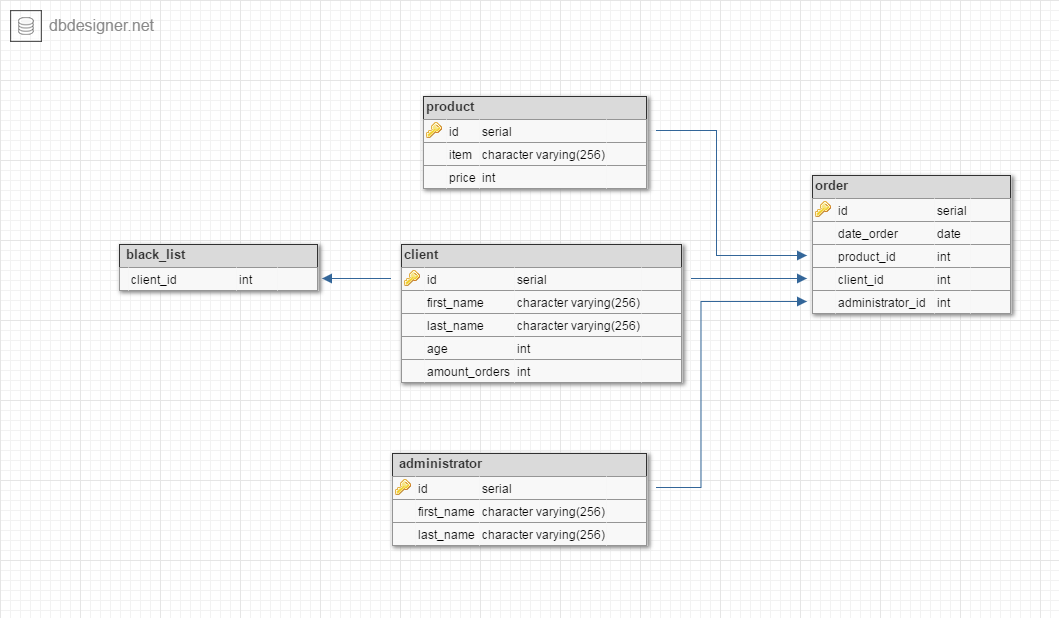 dbdesigner.net
product
id serial
item character varying(256)
price int
order
id serial
date_order date
product_id int
client_id int
administrator_id int
black_list
client_id int
client
id serial
first_name character varying(256)
last_name character varying(256)
age int
amount_orders int
administrator
id serial
first_name character varying(256)
last_name character varying(256)